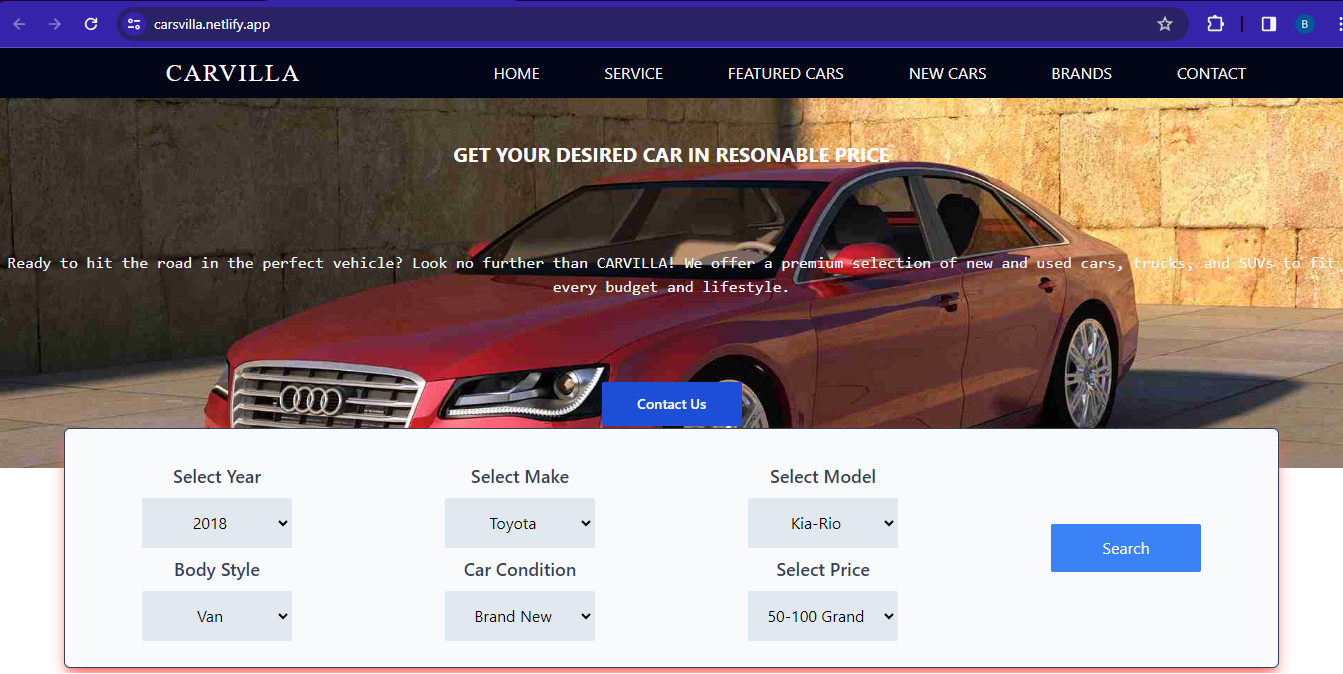 carsvilla.netlify.app
B
CARVILLA
HOME SERVICE FEATURED CARS NEW CARS BRANDS CONTACT
GET YOUR DESIRED CAR IN RESONABLE PRICE
Ready to hit the road in the perfect vehicle? Look no further than CARVILLA! We offer a premium selection of new and used cars, trucks, and SUVs to fit
every budget and lifestyle.
Contact Us
Select Year Select Make Select Model
2018 Toyota Kia-Rio
Search
Body Style Car Condition Select Price
Van Brand New 50-100 Grand